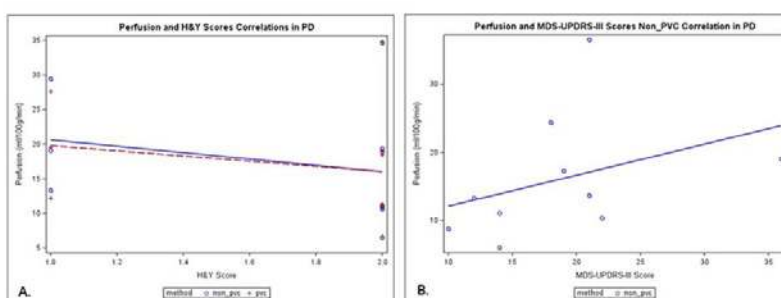 Perfusion and H&Y Scores Correlations in PD
35
30
25
20
15
10
5
Perfusion [ml/100g/min]
1.0 1.2 1.4 1.6 1.8 2.0
H&Y Score
A.
method o non_pvc + pvc
Perfusion and MDS-UPDRS-III Scores Non_PVC Correlation in PD
30
20
10
Perfusion (ml/100g/min)
10 15 20 25 30 35
MDS-UPDRS-III Score
B.
method o non_pvc